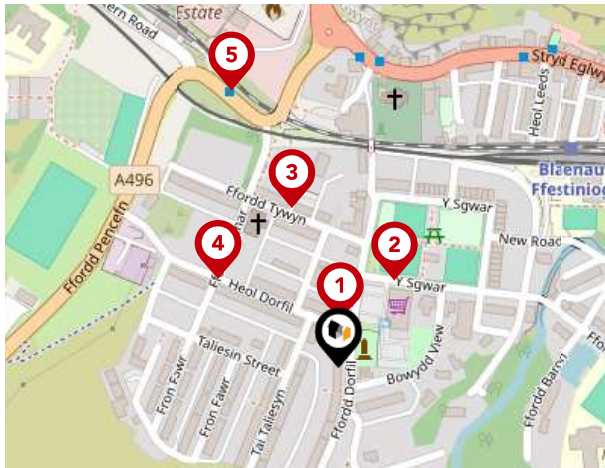 Estate
ern Road
Stryd Eglwy
Heol Leeds
5
A496
3
Ffordd Tywyn
Blaenau
Ffestiniog
Y Sgwar
New Road
Ffordd Pencefn
mar
4
2
Heol Dorfil
1
Y Sgwar
Taliesin Street
Bowydd View
Ffordd Dorfil
Fron Fawr
Fron Fawr
Tai Taliesyn
Ffordd Baron